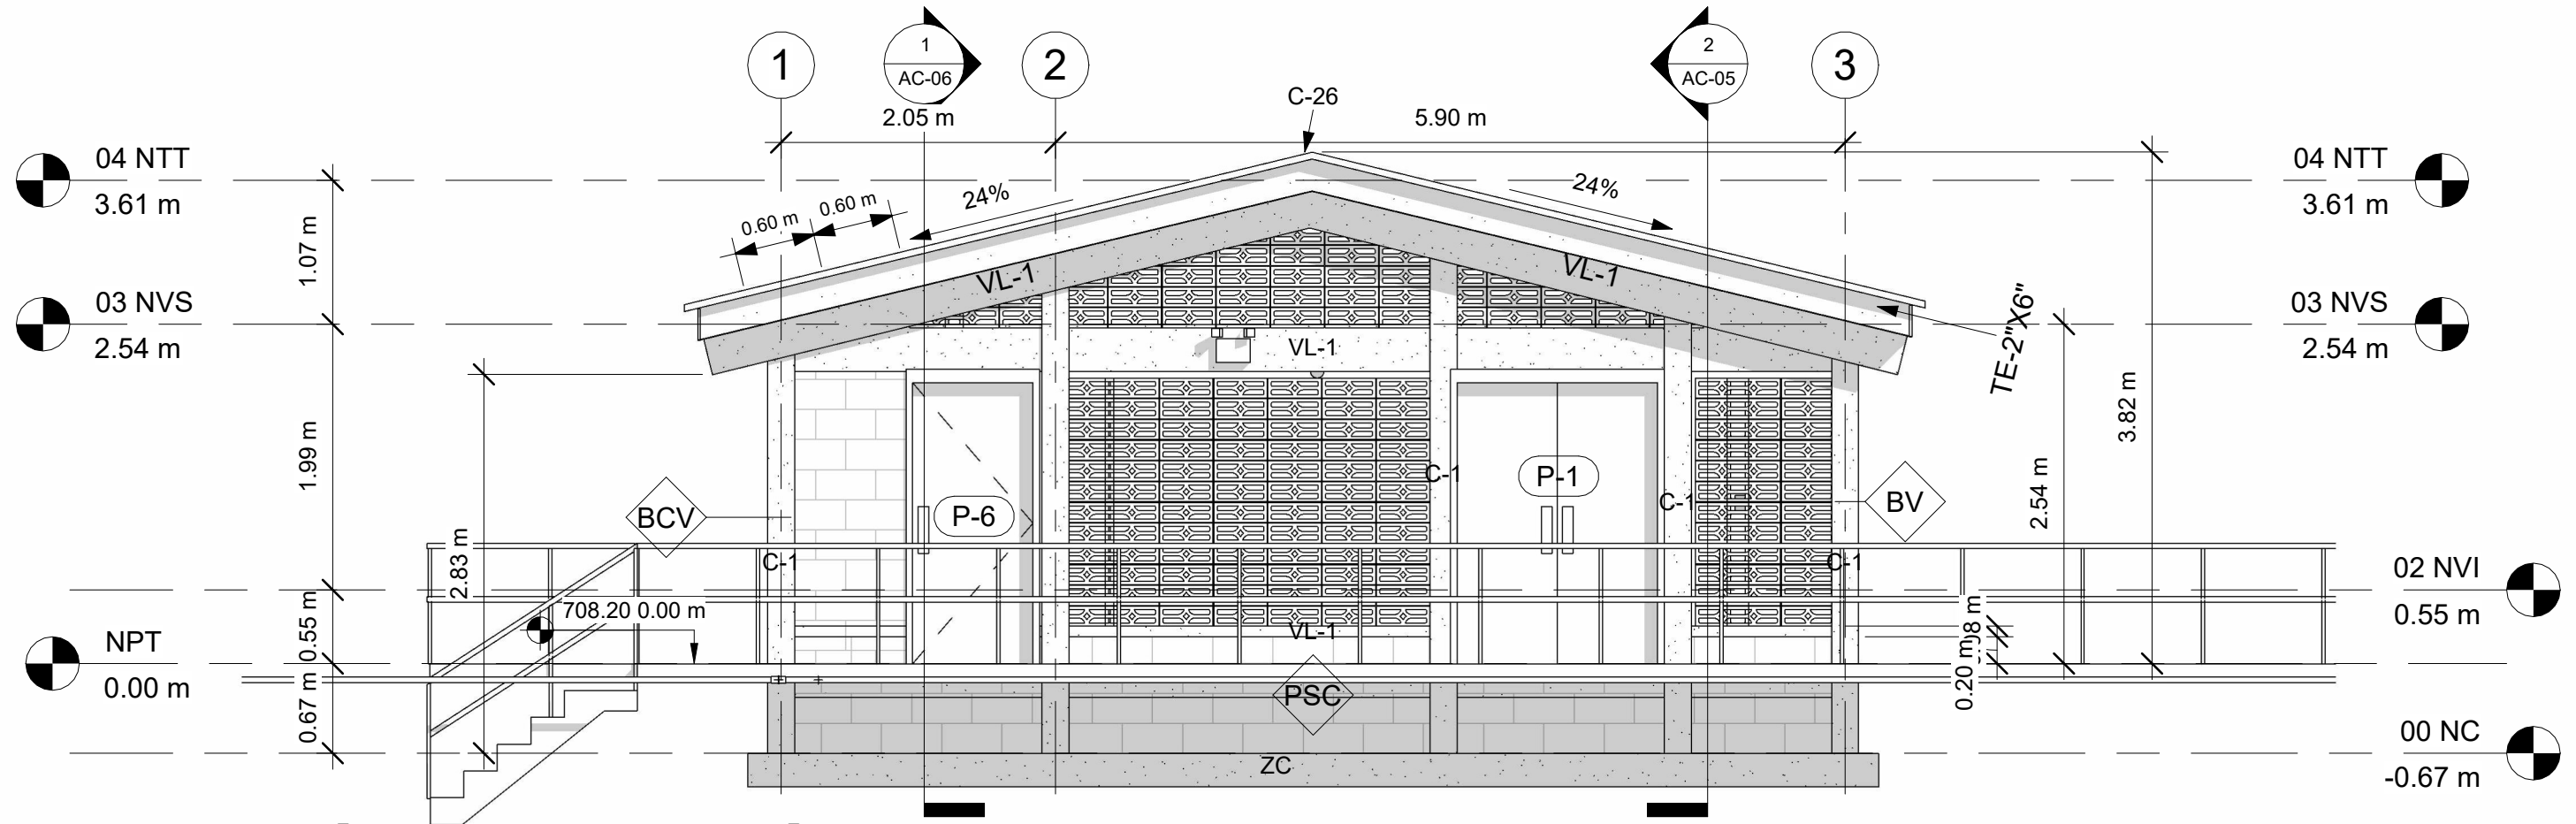 1
1
AC-06
2
2
AC-05
3
2.05 m
C-26
5.90 m
04 NTT
3.61 m
04 NTT
3.61 m
0.60 m
0.60 m
24%
24%
1.07 m
03 NVS
2.54 m
03 NVS
2.54 m
VL-1
VL-1
VL-1
TE-2"X6"
3.82 m
1.99 m
2.54 m
C-1
P-1
C-1
BCV
P-6
BV
2.83 m
C-1
C-1
02 NVI
0.55 m
708.20 0.00 m
0.55 m
VL-1
NPT
0.00 m
0.20 m
0.67 m
PSC
00 NC
-0.67 m
ZC